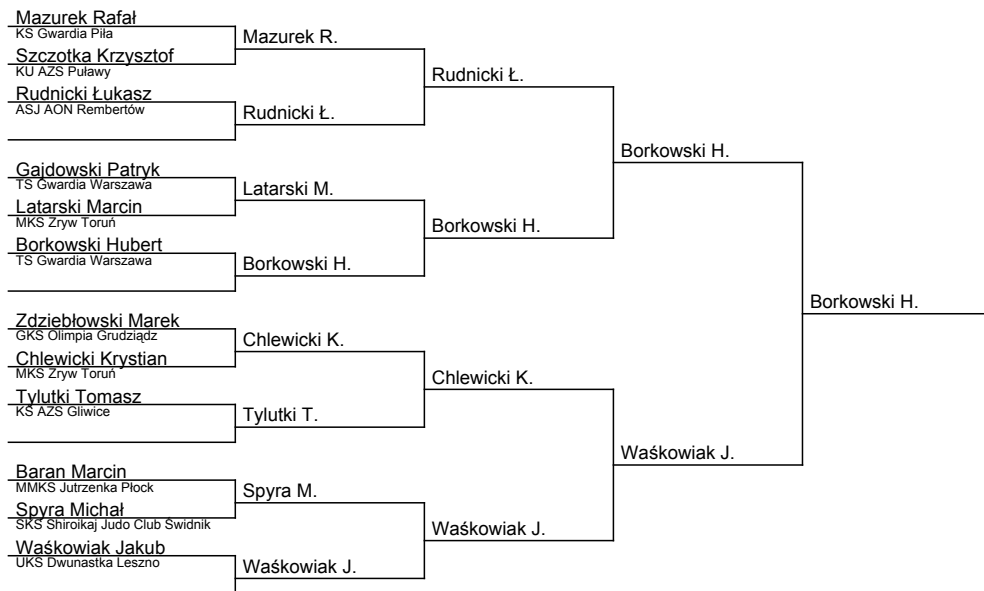 Mazurek Rafał
KS Gwardia Piła
Mazurek R.
Szczotka Krzysztof
KU AZS Puławy
Rudnicki Ł.
Rudnicki Łukasz
ASJ AON Rembertów
Rudnicki Ł.
Borkowski H.
Gajdowski Patryk
TS Gwardia Warszawa
Latarski M.
Latarski Marcin
MKS Zryw Toruń
Borkowski H.
Borkowski Hubert
TS Gwardia Warszawa
Borkowski H.
Borkowski H.
Zdziebłowski Marek
GKS Olimpia Grudziądz
Chlewicki K.
Chlewicki Krystian
MKS Zryw Toruń
Chlewicki K.
Tylutki Tomasz
KS AZS Gliwice
Tylutki T.
Waśkowiak J.
Baran Marcin
MMKS Jutrzenka Płock
Spyra M.
Spyra Michał
SKS Shiroikaj Judo Club Świdnik
Waśkowiak J.
Waśkowiak Jakub
UKS Dwunastka Leszno
Waśkowiak J.